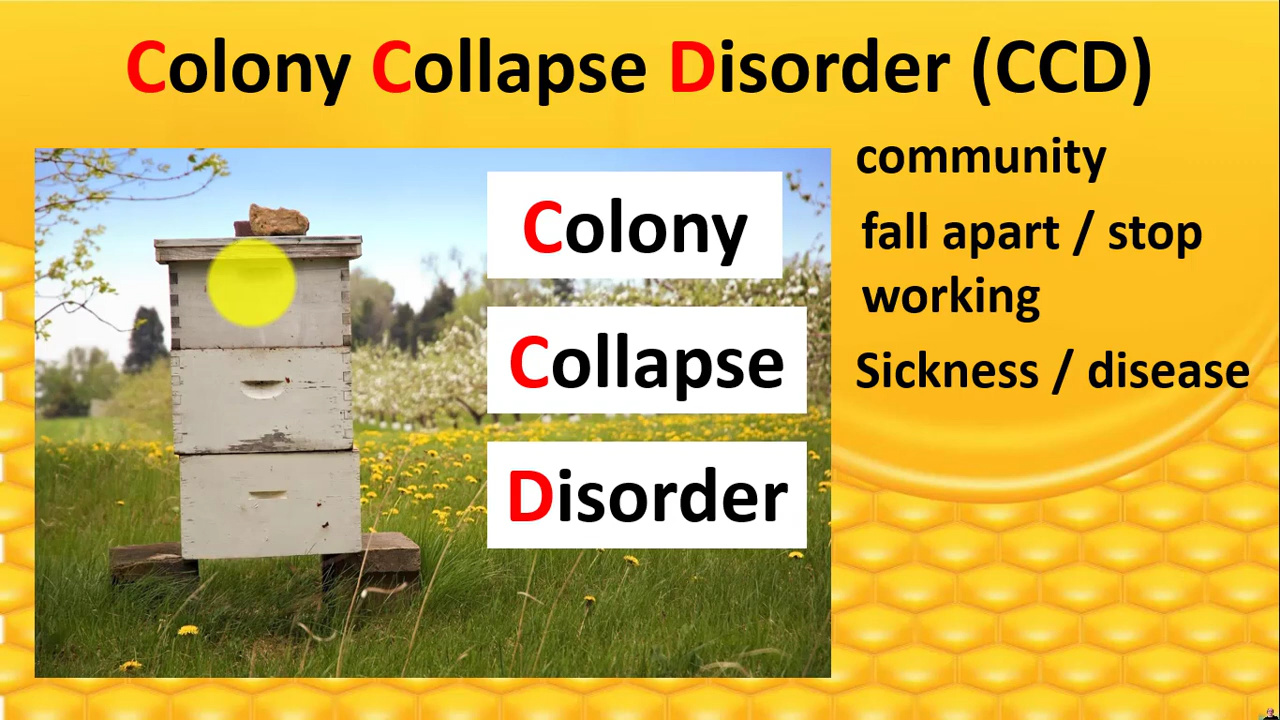 Colony Collapse Disorder (CCD)
Colony
community
Collapse
fall apart / stop
working
Disorder
Sickness / disease